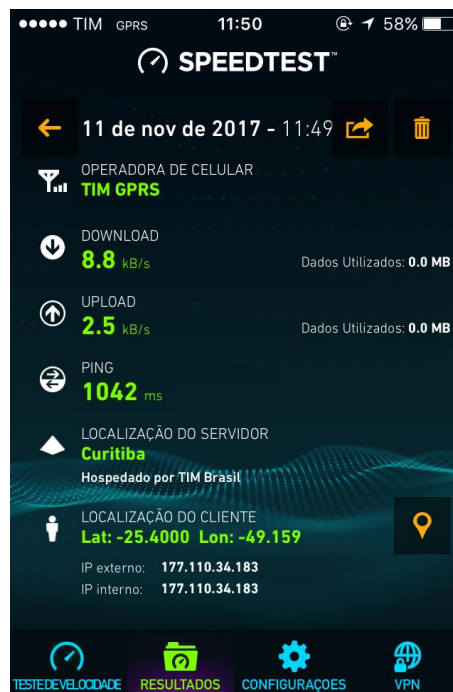 TIM GPRS 11:50 58%
SPEEDTEST™
11 de nov de 2017 - 11:49
OPERADORA DE CELULAR
TIM GPRS
DOWNLOAD
8.8 kB/s Dados Utilizados: 0.0 MB
UPLOAD
2.5 kB/s Dados Utilizados: 0.0 MB
PING
1042 ms
LOCALIZAÇÃO DO SERVIDOR
Curitiba
Hospedado por TIM Brasil
LOCALIZAÇÃO DO CLIENTE
Lat: -25.4000 Lon: -49.159
IP externo: 177.110.34.183
IP interno: 177.110.34.183
TESTE DE VELOCIDADE RESULTADOS CONFIGURAÇOES VPN